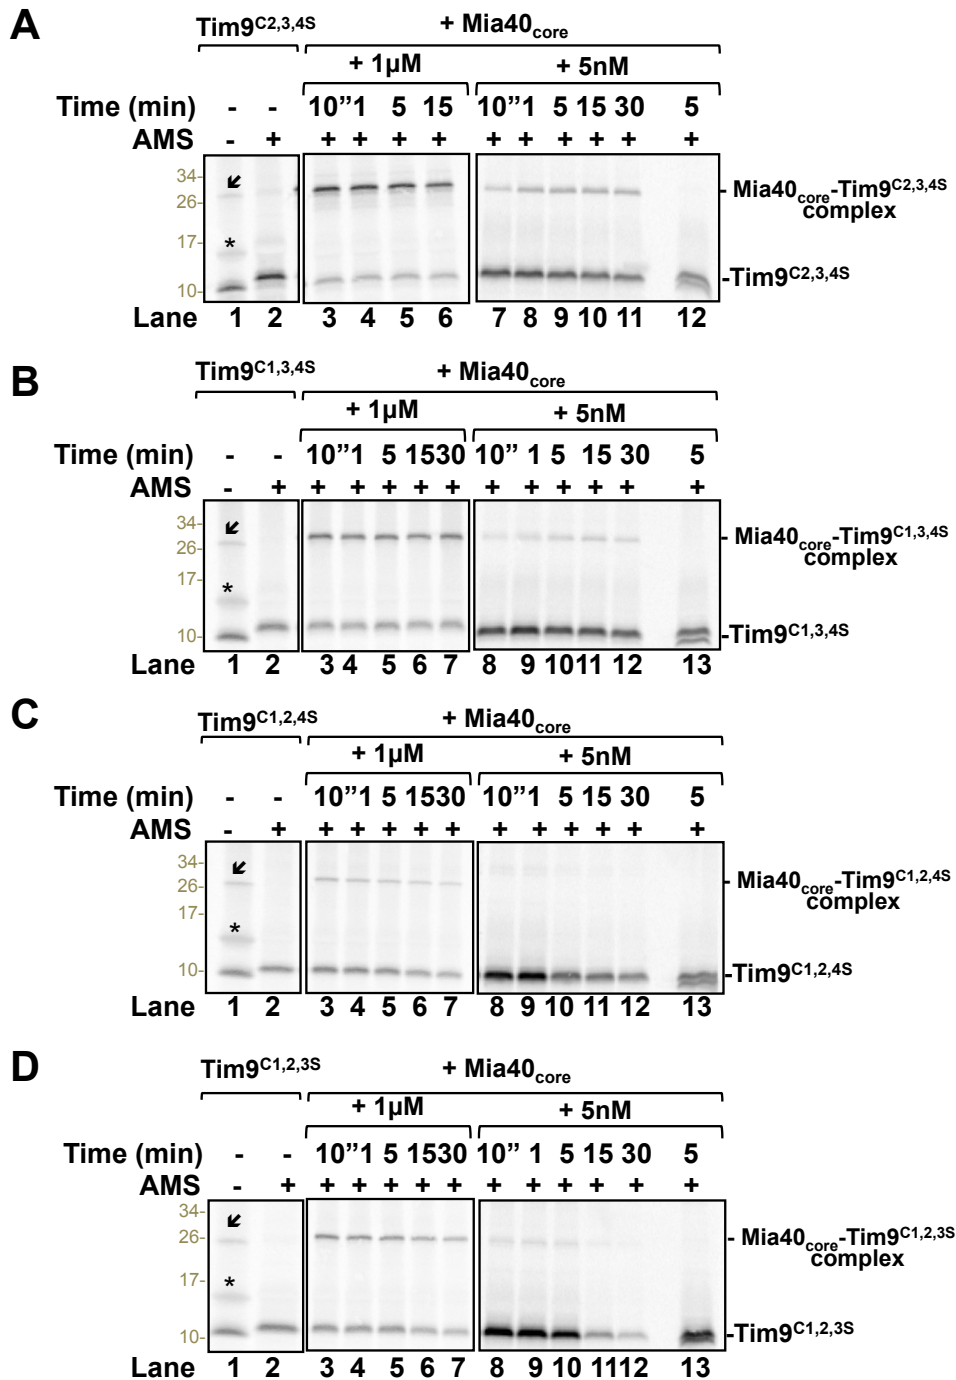 A
Tim9C2,3,4S + Mia40core
+ 1µM + 5nM
Time (min) - - 10” 1 5 15 10” 1 5 15 30 5
AMS - + + + + + + + + + + +
34-
26-
17-
10-
*
- Mia40core-Tim9C2,3,4S
complex
-Tim9C2,3,4S
Lane 1 2 3 4 5 6 7 8 9 10 11 12
B
Tim9C1,3,4S + Mia40core
+ 1µM + 5nM
Time (min) - - 10” 1 5 15 30 10” 1 5 15 30 5
AMS - + + + + + + + + + + + +
34-
26-
17-
10-
*
- Mia40core-Tim9C1,3,4S
complex
-Tim9C1,3,4S
Lane 1 2 3 4 5 6 7 8 9 10 11 12 13
C
Tim9C1,2,4S + Mia40core
+ 1µM + 5nM
Time (min) - - 10” 1 5 15 30 10” 1 5 15 30 5
AMS - + + + + + + + + + + + +
34-
26-
17-
10-
*
- Mia40core-Tim9C1,2,4S
complex
-Tim9C1,2,4S
Lane 1 2 3 4 5 6 7 8 9 10 11 12 13
D
Tim9C1,2,3S + Mia40core
+ 1µM + 5nM
Time (min) - - 10” 1 5 15 30 10” 1 5 15 30 5
AMS - + + + + + + + + + + + +
34-
26-
17-
10-
*
- Mia40core-Tim9C1,2,3S
complex
-Tim9C1,2,3S
Lane 1 2 3 4 5 6 7 8 9 10 11 12 13